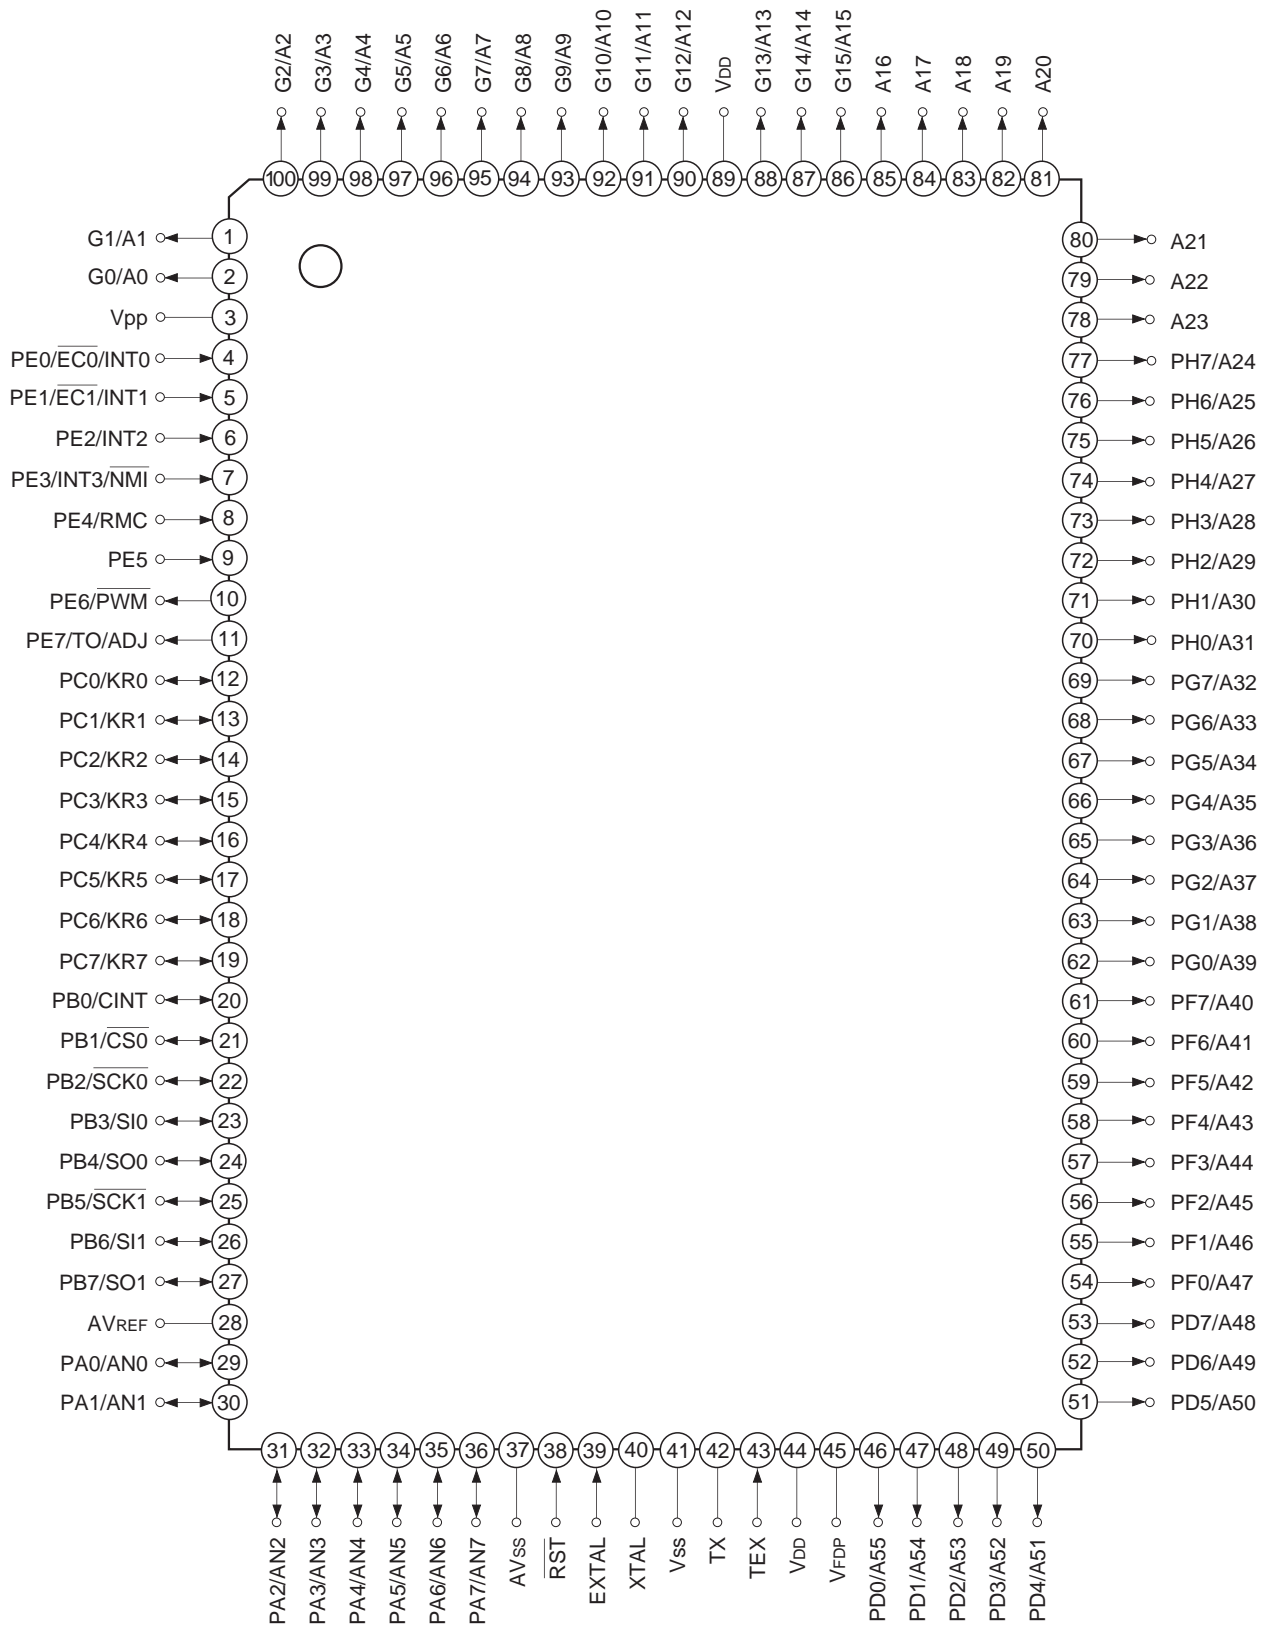 G2/A2
G3/A3
G4/A4
G5/A5
G6/A6
G7/A7
G8/A8
G9/A9
G10/A10
G11/A11
G12/A12
VDD
G13/A13
G14/A14
G15/A15
A16
A17
A18
A19
A20
100 99 98 97 96 95 94 93 92 91 90 89 88 87 86 85 84 83 82 81
G1/A1 1
G0/A0 2
Vpp 3
PE0/E̅C̅0̅/INT0 4
PE1/E̅C̅1̅/INT1 5
PE2/INT2 6
PE3/INT3/N̅M̅I̅ 7
PE4/RMC 8
PE5 9
PE6/P̅W̅M̅ 10
PE7/TO/ADJ 11
PC0/KR0 12
PC1/KR1 13
PC2/KR2 14
PC3/KR3 15
PC4/KR4 16
PC5/KR5 17
PC6/KR6 18
PC7/KR7 19
PB0/CINT 20
PB1/C̅S̅0̅ 21
PB2/S̅C̅K̅0̅ 22
PB3/SI0 23
PB4/SO0 24
PB5/S̅C̅K̅1̅ 25
PB6/SI1 26
PB7/SO1 27
AVREF 28
PA0/AN0 29
PA1/AN1 30
80 A21
79 A22
78 A23
77 PH7/A24
76 PH6/A25
75 PH5/A26
74 PH4/A27
73 PH3/A28
72 PH2/A29
71 PH1/A30
70 PH0/A31
69 PG7/A32
68 PG6/A33
67 PG5/A34
66 PG4/A35
65 PG3/A36
64 PG2/A37
63 PG1/A38
62 PG0/A39
61 PF7/A40
60 PF6/A41
59 PF5/A42
58 PF4/A43
57 PF3/A44
56 PF2/A45
55 PF1/A46
54 PF0/A47
53 PD7/A48
52 PD6/A49
51 PD5/A50
31 32 33 34 35 36 37 38 39 40 41 42 43 44 45 46 47 48 49 50
PA2/AN2
PA3/AN3
PA4/AN4
PA5/AN5
PA6/AN6
PA7/AN7
AVSS
R̅S̅T̅
EXTAL
XTAL
VSS
TX
TEX
VDD
VFDP
PD0/A55
PD1/A54
PD2/A53
PD3/A52
PD4/A51